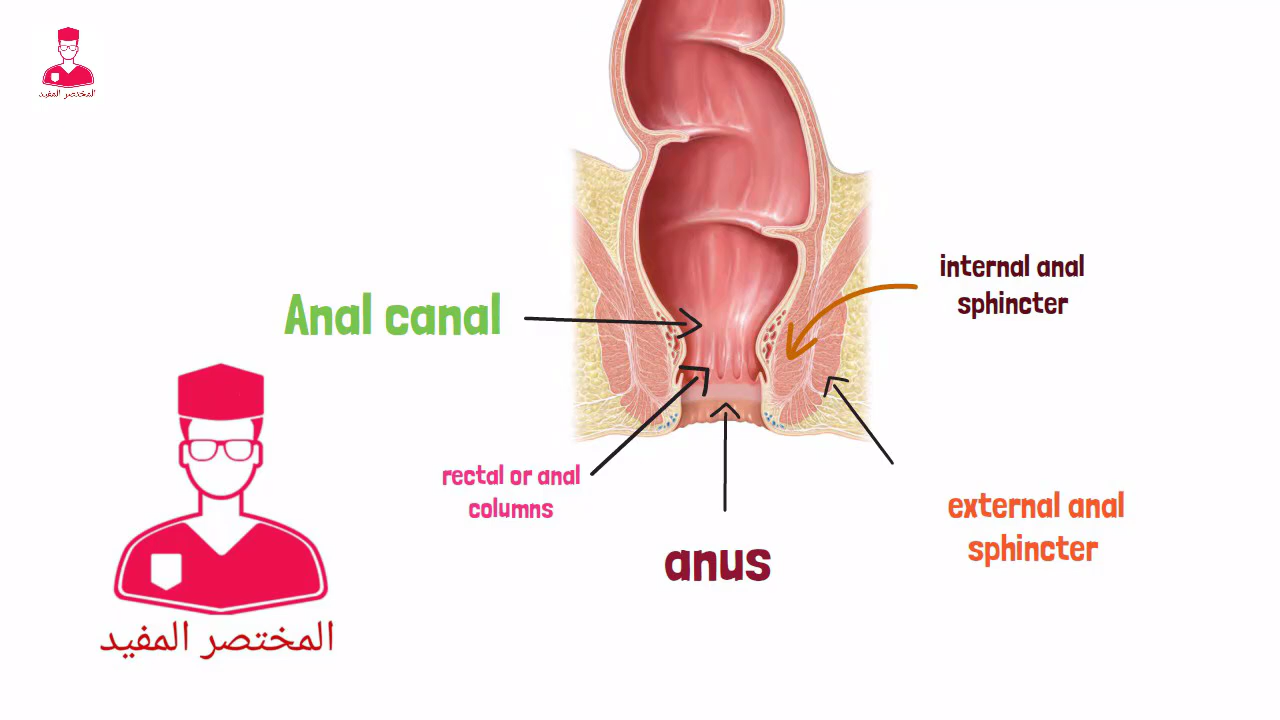 المختصر المفيد
internal anal
sphincter
Anal canal
rectal or anal
columns
external anal
sphincter
anus
المختصر المفيد